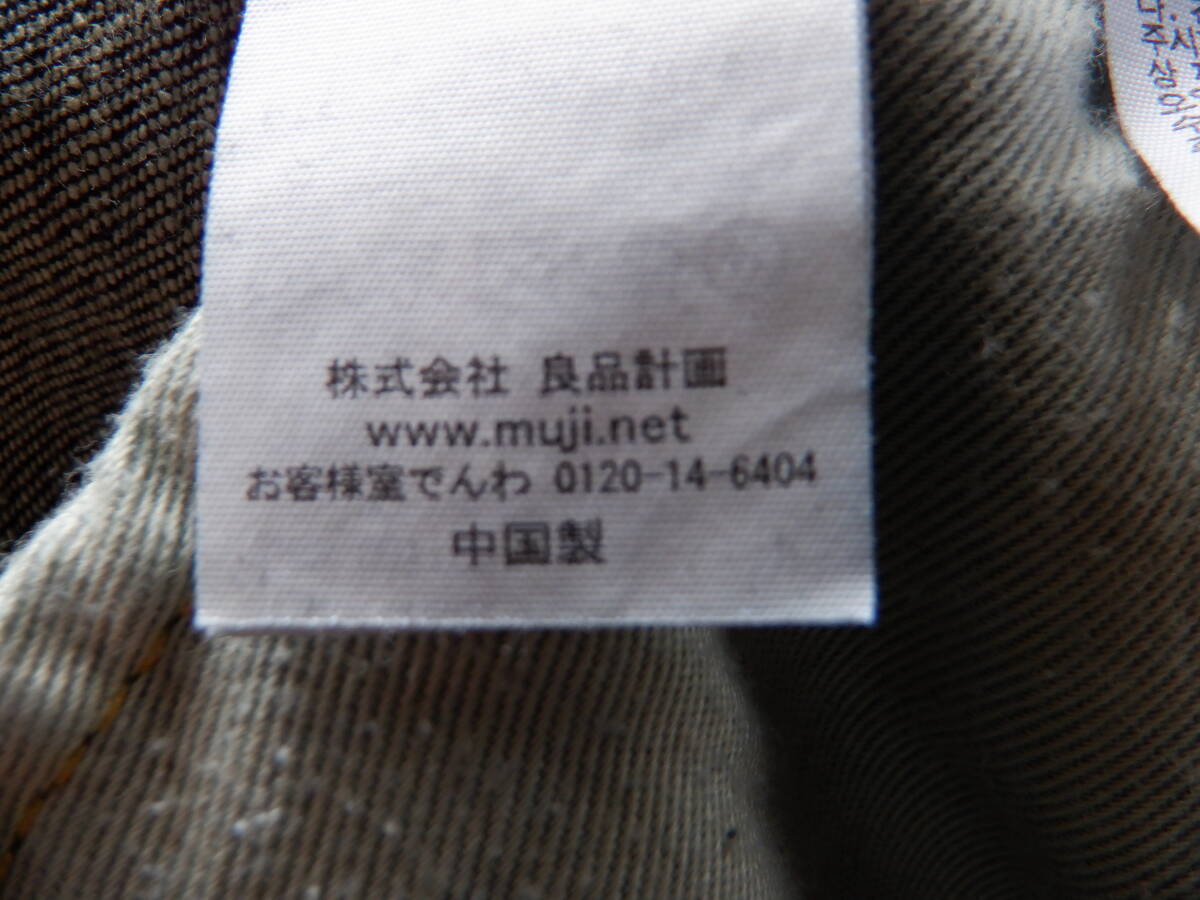 株式会社 良品計画
www.muji.net
お客様室でんわ 0120-14-6404
中国製